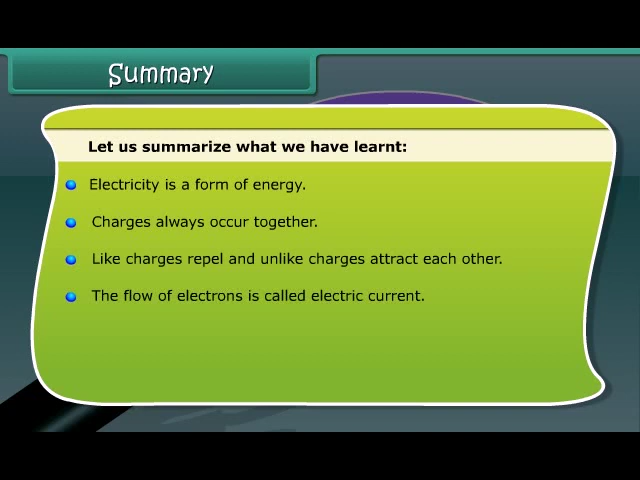 Summary
Let us summarize what we have learnt:
Electricity is a form of energy.
Charges always occur together.
Like charges repel and unlike charges attract each other.
The flow of electrons is called electric current.